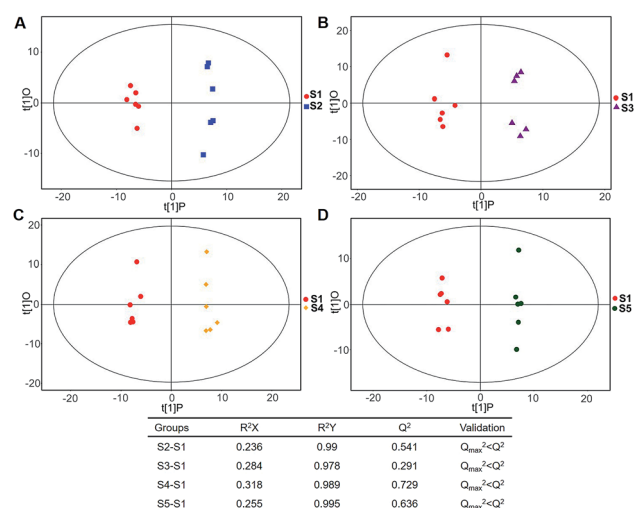 A
t[1]O
10
0
-10
-20
-10
0
10
20
t[1]P
S1
S2
B
t[1]O
20
10
0
-10
-20
-20
-10
0
10
20
t[1]P
S1
S3
C
t[1]O
20
10
0
-10
-20
-20
-10
0
10
20
t[1]P
S1
S4
D
t[1]O
10
0
-10
-20
-10
0
10
20
t[1]P
S1
S5
Groups R²X R²Y Q² Validation
S2-S1 0.236 0.99 0.541 Qmax²<Q²
S3-S1 0.284 0.978 0.291 Qmax²<Q²
S4-S1 0.318 0.989 0.729 Qmax²<Q²
S5-S1 0.255 0.995 0.636 Qmax²<Q²